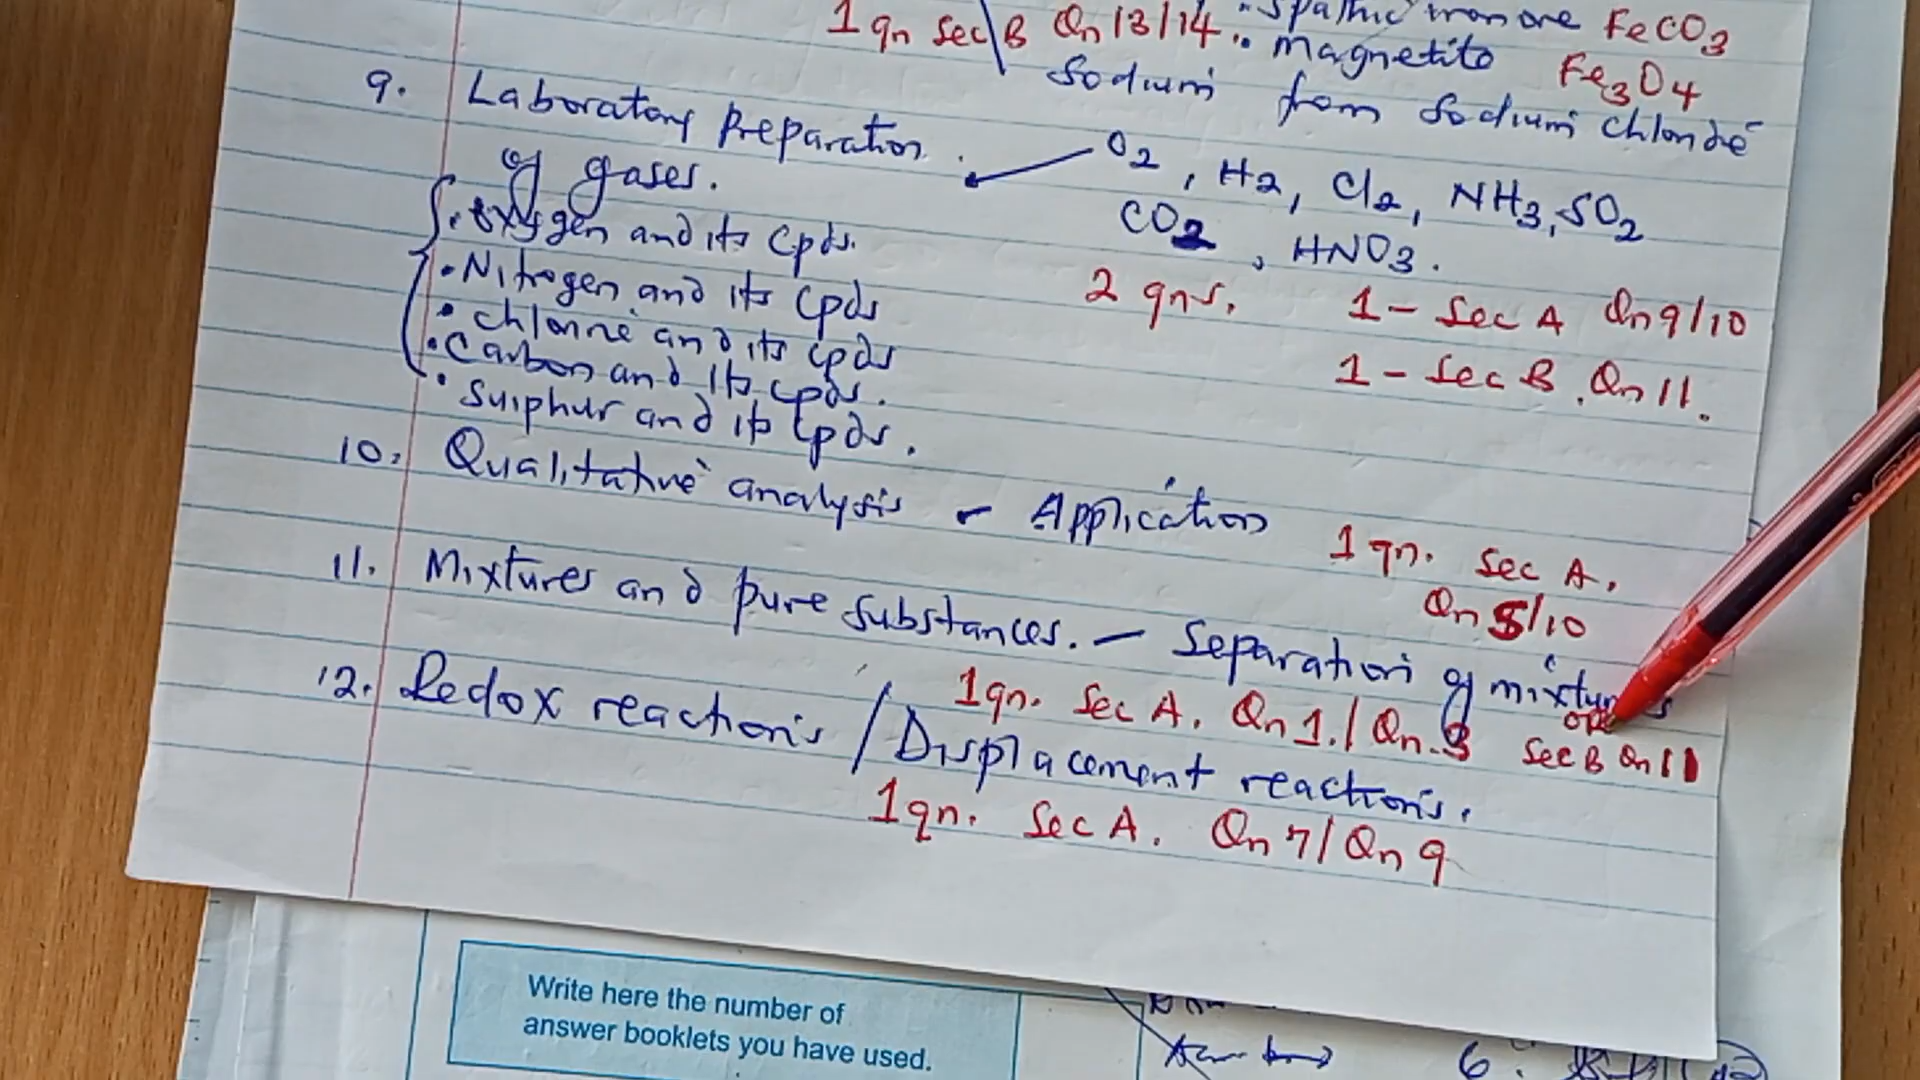 1 qn Sec B Qn 13/14 • Spathic iron ore FeCO3
• magnetite Fe3O4
Sodium from Sodium chloride
9. Laboratory preparation
of gases.
O2, H2, Cl2, NH3, SO2
CO2, HNO3.
• Oxygen and its cpds.
• Nitrogen and its cpds
• chlorine and its cpds
• Carbon and its cpds.
• Sulphur and its cpds.
2 qns. 1 - Sec A Qn 9/10
1 - Sec B. Qn 11.
10. Qualitative analysis - Application
1 qn. Sec A.
Qn 5/10
11. Mixtures and pure substances. - Separation of mixtures
1 qn. Sec A. Qn 1./Qn. 3 or Sec B Qn 11
12. Redox reactions / Displacement reactions.
1 qn. Sec A. Qn 7/Qn 9
Write here the number of
answer booklets you have used.
6.